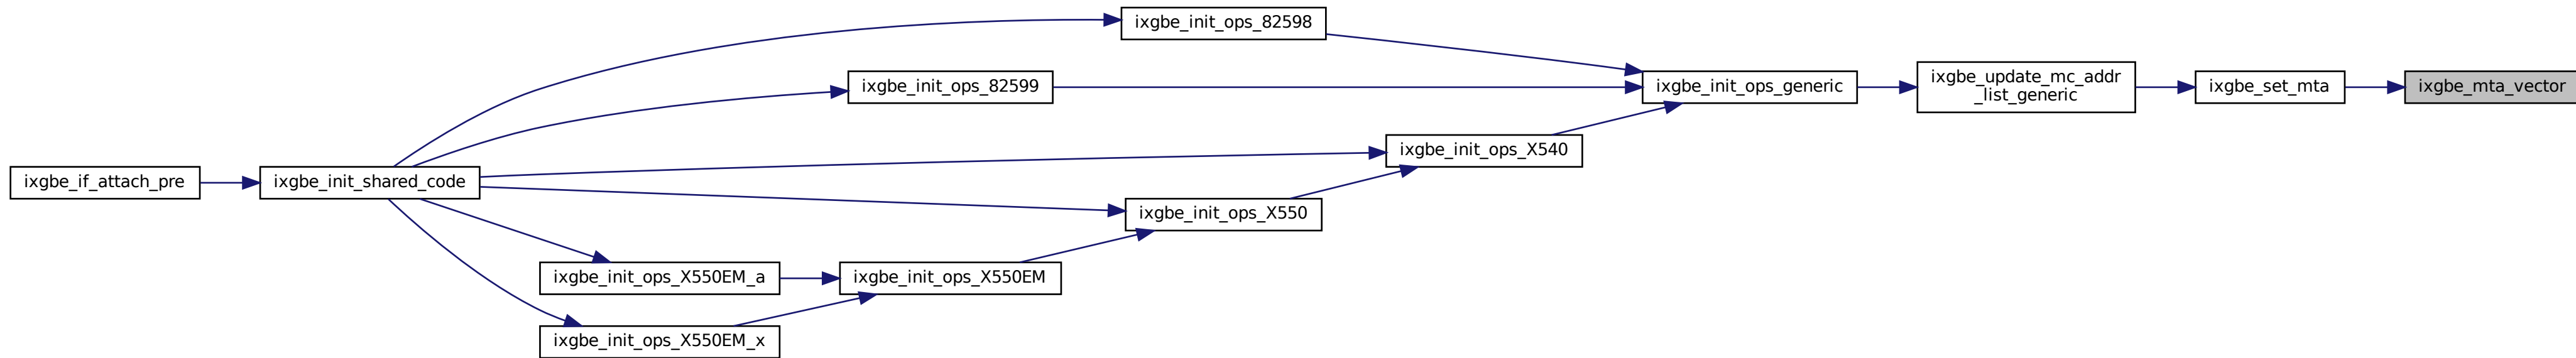 ixgbe_init_ops_82598
ixgbe_init_ops_82599
ixgbe_init_ops_generic
ixgbe_update_mc_addr
_list_generic
ixgbe_set_mta
ixgbe_mta_vector
ixgbe_init_ops_X540
ixgbe_if_attach_pre
ixgbe_init_shared_code
ixgbe_init_ops_X550
ixgbe_init_ops_X550EM_a
ixgbe_init_ops_X550EM
ixgbe_init_ops_X550EM_x